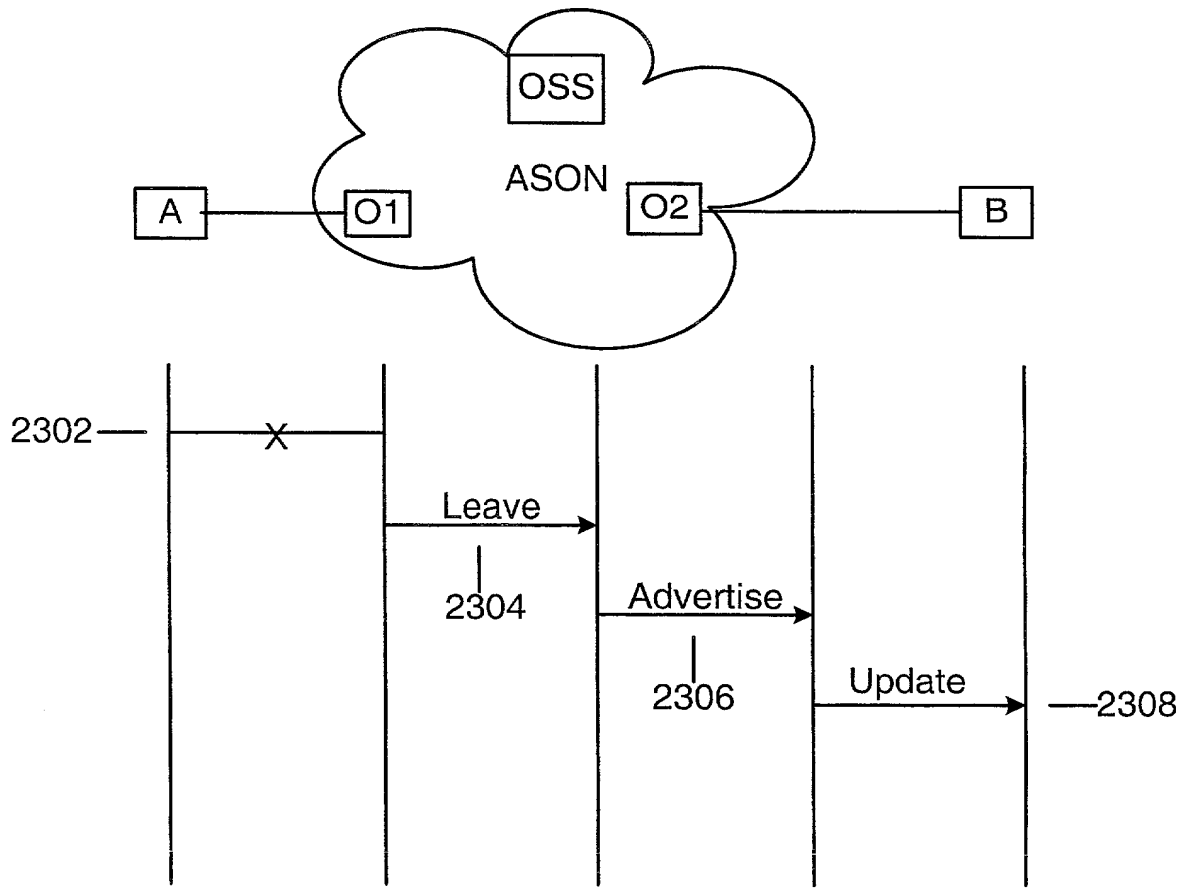 OSS
ASON
A
O1
O2
B
2302
X
Leave
2304
Advertise
2306
Update
2308